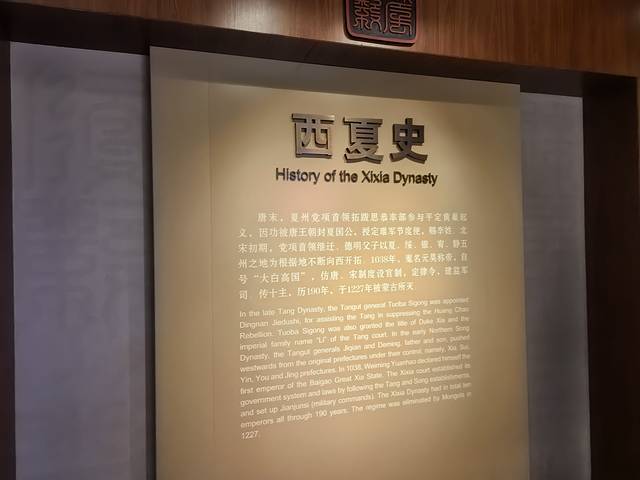 西夏史
History of the Xixia Dynasty
唐末，夏州党项首领拓跋思恭率部参与平定黄巢起
义，因功被唐王朝封夏国公，授定难军节度使，赐李姓。北
宋初期，党项首领继迁、德明父子以夏、绥、银、宥、静五
州之地为根据地不断向西开拓。1038年，嵬名元昊称帝，自
号“大白高国”，仿唐、宋制度设官制，定律令，建监军
司。传十主，历190年，于1227年被蒙古所灭。
In the late Tang Dynasty, the Tangut general Tuoba Sigong was appointed
Dingnan Jiedushi, for assisting the Tang in suppressing the Huang Chao
Rebellion. Tuoba Sigong was also granted the title of Duke Xia and the
imperial family name "Li" of the Tang court. In the early Northern Song
Dynasty, the Tangut generals Jiqian and Deming, father and son, pushed
westwards from the original prefectures under their control, namely, Xia, Sui,
Yin, You and Jing prefectures. In 1038, Weiming Yuanhao declared himself the
first emperor of the Baigao Great Xia State. The Xixia court established its
government system and laws by following the Tang and Song establishments,
and set up Jianjunsi (military commands). The Xixia Dynasty had in total ten
emperors all through 190 years. The regime was eliminated by Mongols in
1227.